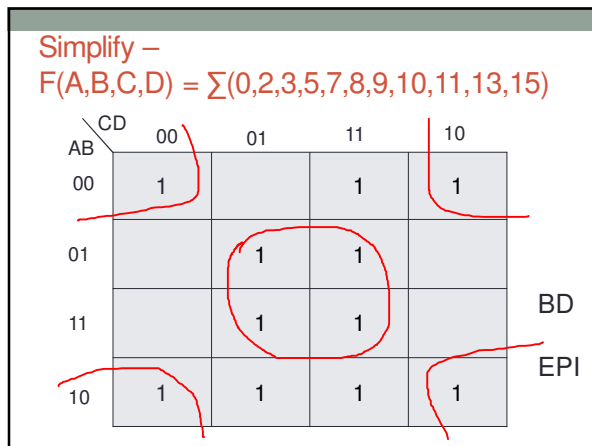 Simplify –
F(A,B,C,D) = ∑(0,2,3,5,7,8,9,10,11,13,15)
CD
AB
00 01 11 10
00 1 1 1
01 1 1
11 1 1
BD
EPI
10 1 1 1 1